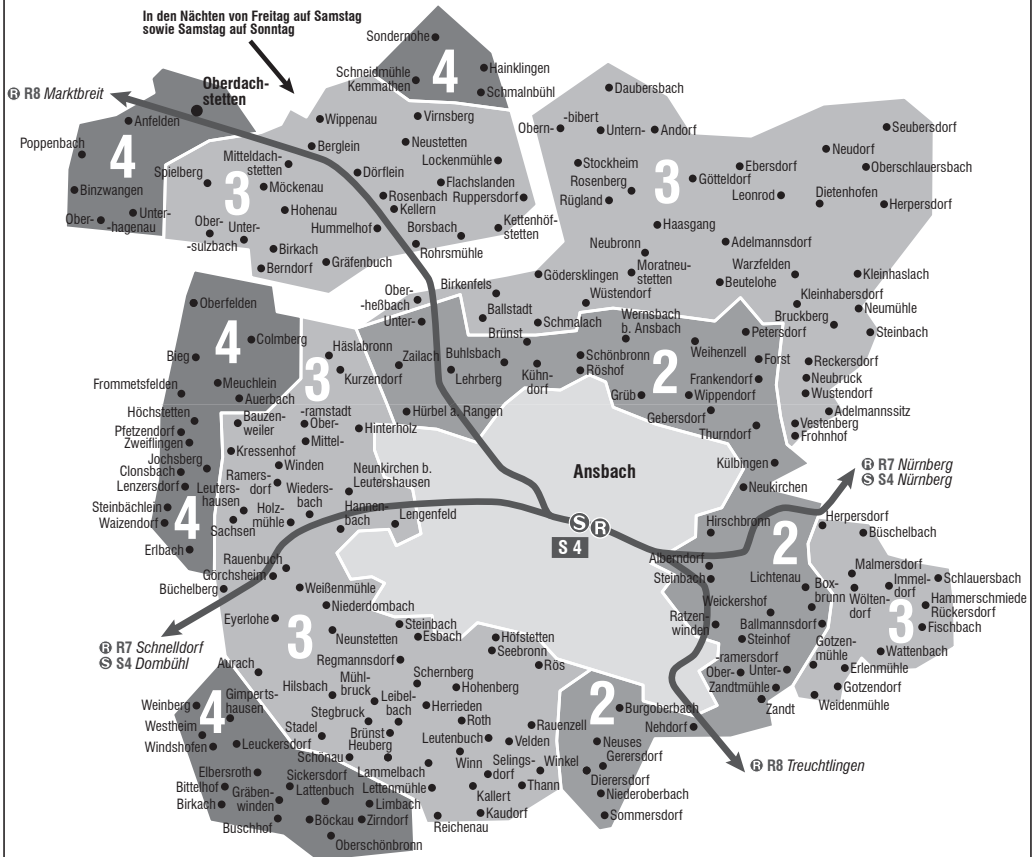 In den Nächten von Freitag auf Samstag
sowie Samstag auf Sonntag
Sondernohe
Schneidmühle
Kemmathen
4
Hainklingen
Schmalnbühl
Oberdach-
stetten
R R8 Marktbreit
Anfelden
Poppenbach
4
Binzwangen
Ober-
Unter-
-hagenau
Spielberg
Mitteldach-
stetten
3
Möckenau
Hohenau
Ober-
Unter-
-sulzbach
Birkach
Berndorf
Gräfenbuch
Wippenau
Berglein
Virnsberg
Neustetten
Lockenmühle
Dörflein
Flachslanden
Rosenbach
Ruppersdorf
Kellern
Hummelhof
Borsbach
Kettenhöf-
stetten
Rohrsmühle
Daubersbach
-bibert
Obern-
Untern-
Andorf
Seubersdorf
Neudorf
Stockheim
Rosenberg
Rügland
3
Ebersdorf
Götteldorf
Oberschlauersbach
Leonrod
Dietenhofen
Herpersdorf
Haasgang
Neubronn
Adelmannsdorf
Moratneu-
stetten
Gödersklingen
Warzfelden
Beutelohe
Kleinhaslach
Wüstendorf
Kleinhabersdorf
Neumühle
Bruckberg
Steinbach
Birkenfels
Ober-
-heßbach
Unter-
Ballstadt
Schmalach
Brünst
Wernsbach
b. Ansbach
Petersdorf
Weihenzell
Forst
Reckersdorf
Neubruck
Wustendorf
Adelmannssitz
Vestenberg
Frohnhof
Oberfelden
4
Colmberg
Bieg
Meuchlein
Frommetsfelden
Auerbach
Häslabronn
3
Kurzendorf
Zailach
Buhlsbach
Lehrberg
Kühn-
dorf
Schönbronn
Röshof
2
Frankendorf
Grüb
Wippendorf
Gebersdorf
Thurndorf
Höchstetten
Pfetzendorf
Zweiflingen
Jochsberg
Clonsbach
Lenzersdorf
Steinbächlein
Waizendorf
4
Erlbach
Bauzen-
weiler
-ramstadt
Ober-
Mittel-
Hürbel a. Rangen
Hinterholz
Kressenhof
Winden
Ramers-
dorf
Leuters-
hausen
Wieders-
bach
Holz-
mühle
Sachsen
Neunkirchen b.
Leutershausen
Hannen-
bach
Lengenfeld
Ansbach
Külbingen
Neukirchen
R R7 Nürnberg
S S4 Nürnberg
S R
S 4
Hirschbronn
2
Herpersdorf
Büschelbach
Alberndorf
Steinbach
Lichtenau
Box-
brunn
Weickershof
Ballmannsdorf
Ratzen-
winden
Steinhof
-ramersdorf
Ober-
Unter-
Zandtmühle
Zandt
Malmersdorf
Immel-
dorf
Schlauersbach
Wöltendorf
Hammerschmiede
Rückersdorf
3
Fischbach
Wattenbach
Gotzen-
mühle
Erlenmühle
Gotzendorf
Weidenmühle
Rauenbuch
Görchsheim
Büchelberg
Weißenmühle
Niederdombach
Eyerlohe
3
Neunstetten
Steinbach
Esbach
Höfstetten
Seebronn
Rös
Regmannsdorf
R R7 Schnelldorf
S S4 Dombühl
Aurach
Gimperts-
hausen
Weinberg
4
Westheim
Windshofen
Leuckersdorf
Hilsbach
Mühl-
bruck
Leibel-
bach
Schernberg
Hohenberg
Herrieden
Stegbruck
Roth
Stadel
Brünst
Heuberg
Schönau
Leutenbuch
Velden
Rauenzell
Winn
Selings-
dorf
Winkel
Lammelbach
Lettenmühle
Kallert
Thann
Kaudorf
Reichenau
Elbersroth
Sickersdorf
Bittelhof
Gräben-
winden
Lattenbuch
Birkach
Limbach
Buschhof
Böckau
Zirndorf
Oberschönbronn
2
Burgoberbach
Nehdorf
Neuses
Gerersdorf
Dierersdorf
Niederoberbach
Sommersdorf
R R8 Treuchtlingen